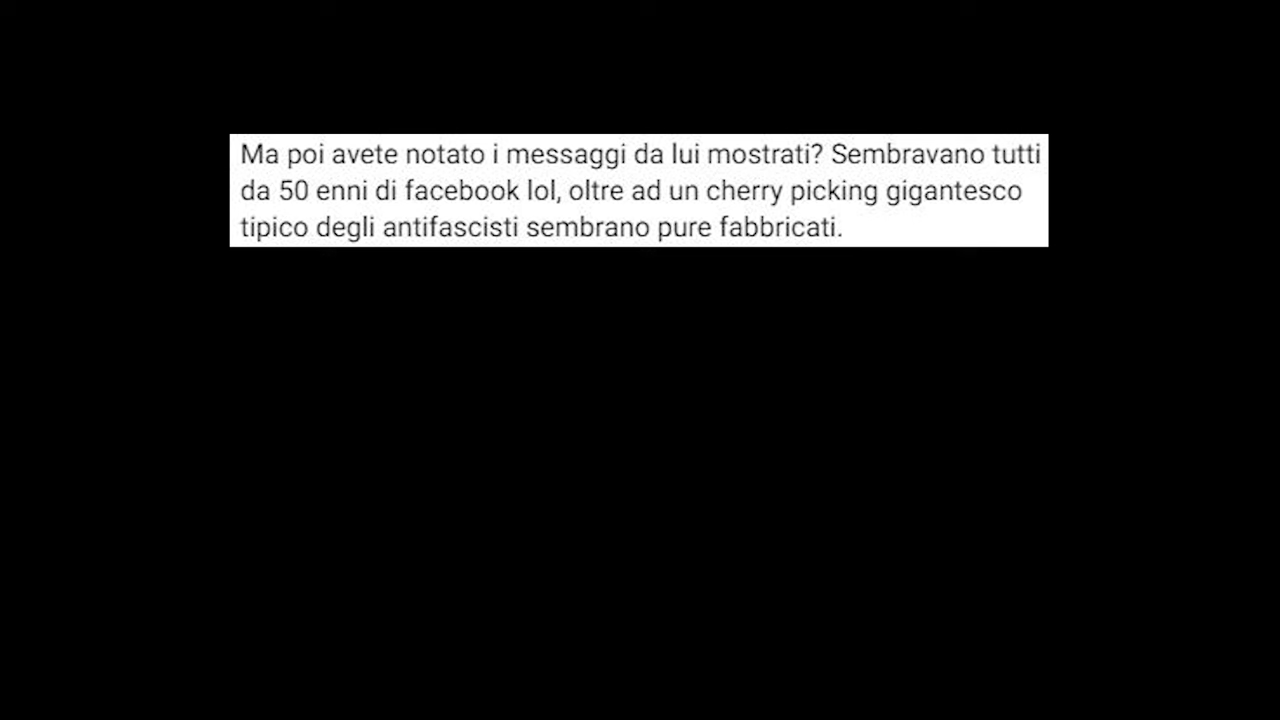 Ma poi avete notato i messaggi da lui mostrati? Sembravano tutti
da 50 enni di facebook lol, oltre ad un cherry picking gigantesco
tipico degli antifascisti sembrano pure fabbricati.